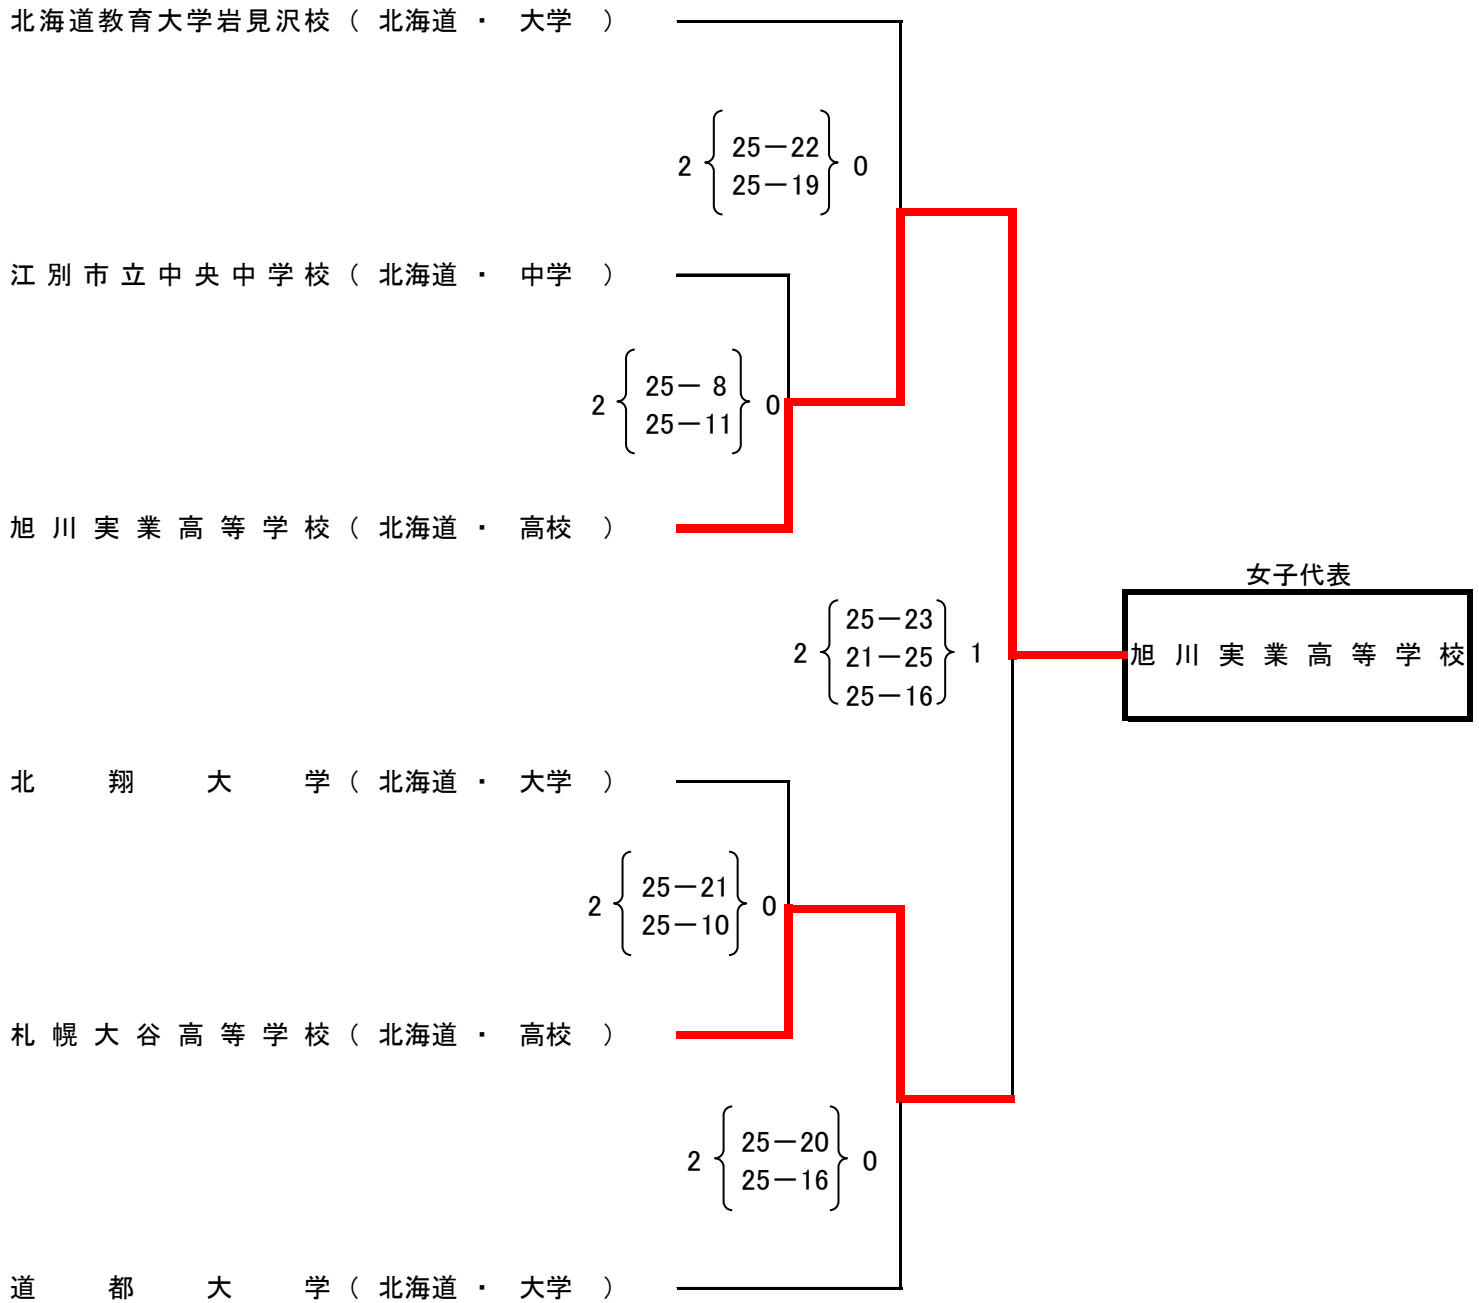 北海道教育大学岩見沢校（ 北海道 ・ 大学 ）
25－22
2 0
25－19
江別市立中央中学校（ 北海道 ・ 中学 ）
25－ 8
2 0
25－11
旭川実業高等学校（ 北海道 ・ 高校 ）
女子代表
旭川実業高等学校
25－23
2 21－25 1
25－16
北翔大学（ 北海道 ・ 大学 ）
25－21
2 0
25－10
札幌大谷高等学校（ 北海道 ・ 高校 ）
25－20
2 0
25－16
道都大学（ 北海道 ・ 大学 ）